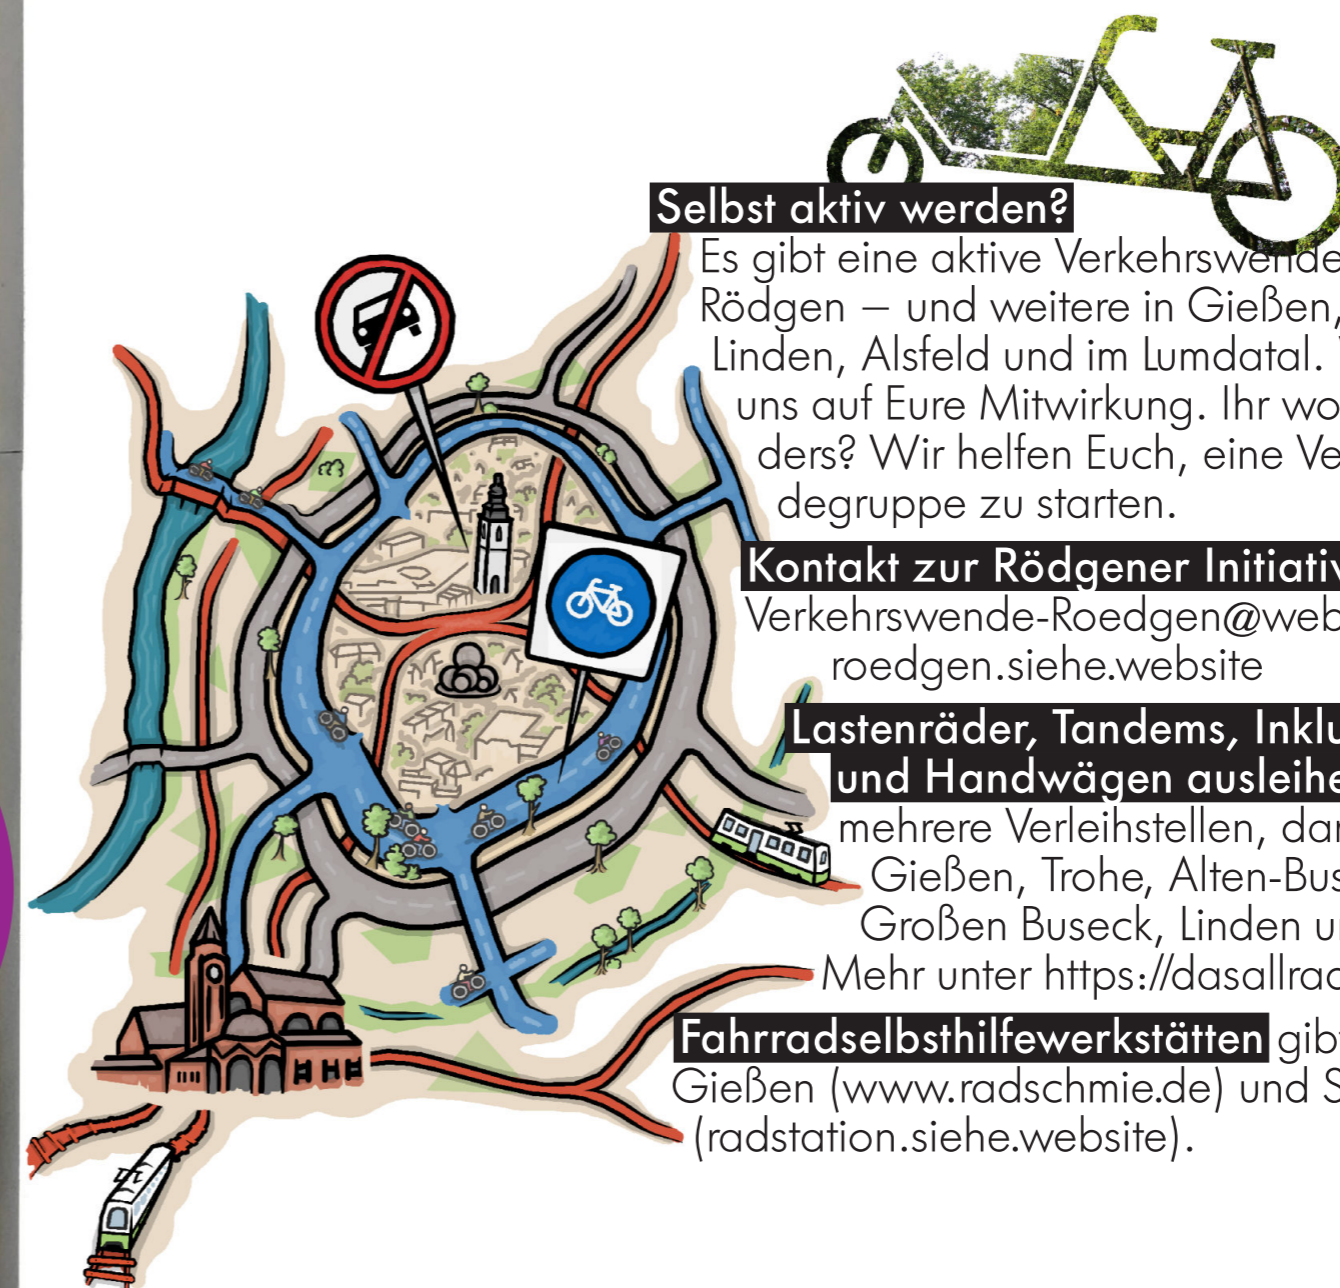 Selbst aktiv werden?
Es gibt eine aktive Verkehrswende
Rödgen – und weitere in Gießen,
Linden, Alsfeld und im Lumdatal.
uns auf Eure Mitwirkung. Ihr wo
ders? Wir helfen Euch, eine Ve
degruppe zu starten.
Kontakt zur Rödgener Initiativ
Verkehrswende-Roedgen@web
roedgen.siehe.website
Lastenräder, Tandems, Inklu
und Handwägen ausleihe
mehrere Verleihstellen, dar
Gießen, Trohe, Alten-Bus
Großen Buseck, Linden u
Mehr unter https://dasallrad
Fahrradselbsthilfewerkstätten gib
Gießen (www.radschmie.de) und S
(radstation.siehe.website).